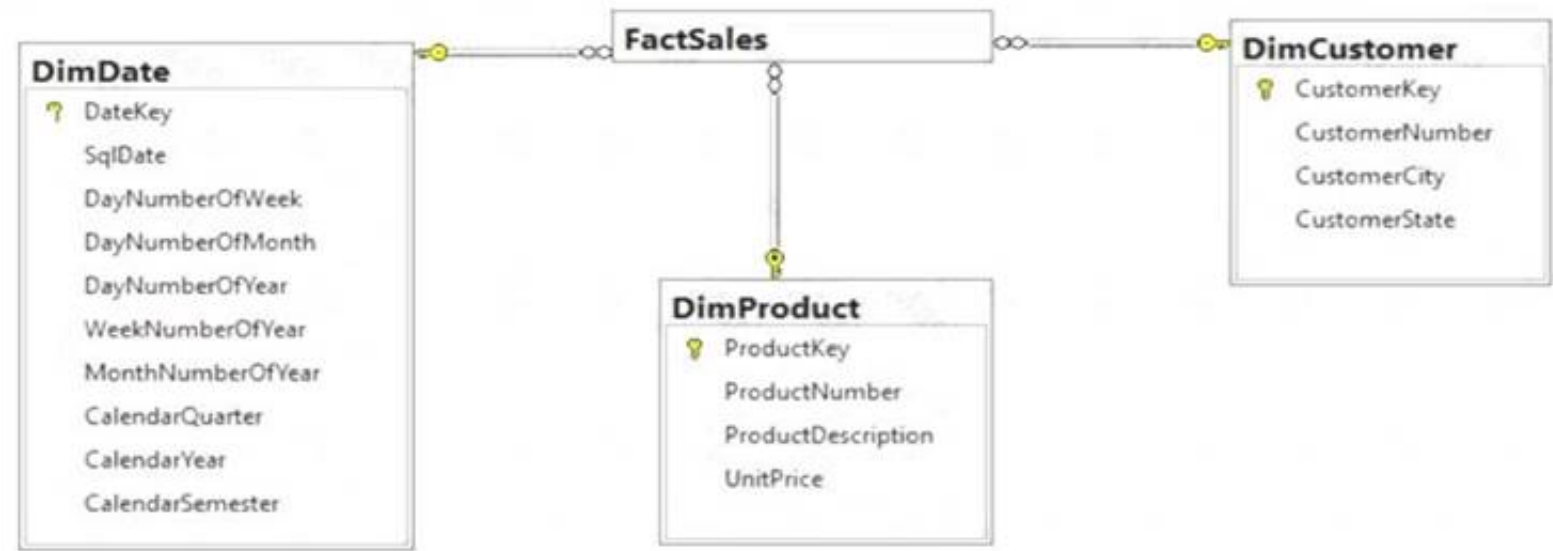 FactSales
DimDate
DateKey
SqlDate
DayNumberOfWeek
DayNumberOfMonth
DayNumberOfYear
WeekNumberOfYear
MonthNumberOfYear
CalendarQuarter
CalendarYear
CalendarSemester
DimProduct
ProductKey
ProductNumber
ProductDescription
UnitPrice
DimCustomer
CustomerKey
CustomerNumber
CustomerCity
CustomerState